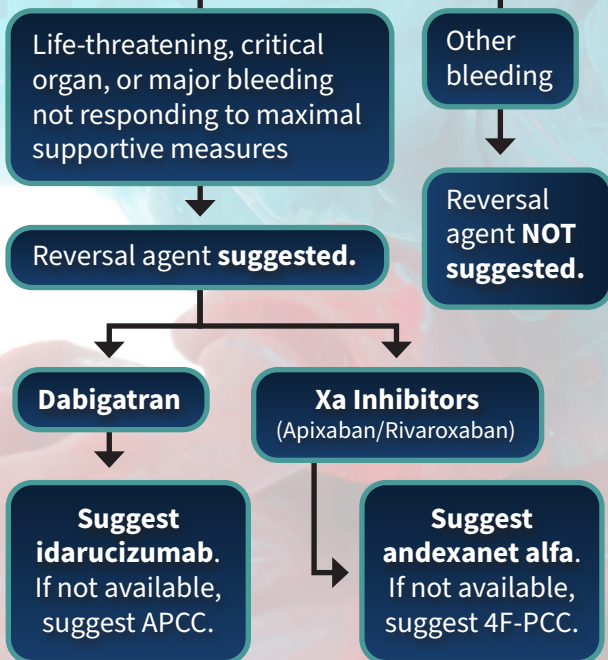 Life-threatening, critical
organ, or major bleeding
not responding to maximal
supportive measures
Other
bleeding
Reversal agent suggested.
Reversal
agent NOT
suggested.
Dabigatran
Xa Inhibitors
(Apixaban/Rivaroxaban)
Suggest
idarucizumab.
If not available,
suggest APCC.
Suggest
andexanet alfa.
If not available,
suggest 4F-PCC.